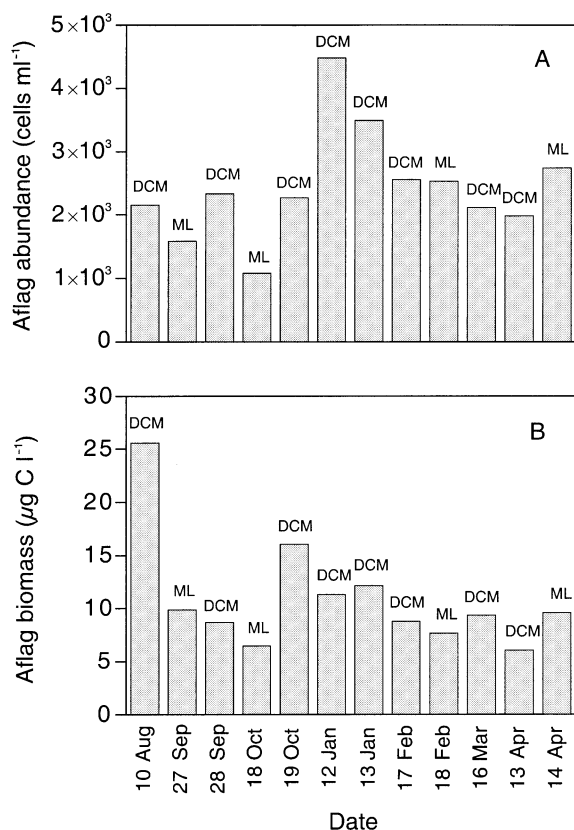 A
Aflag abundance (cells ml⁻¹)
5×10³
4×10³
3×10³
2×10³
1×10³
0
DCM
ML
DCM
ML
DCM
DCM
DCM
DCM
ML
DCM
DCM
ML
B
Aflag biomass (µg C l⁻¹)
30
25
20
15
10
5
0
DCM
ML
DCM
ML
DCM
DCM
DCM
DCM
ML
DCM
DCM
ML
10 Aug
27 Sep
28 Sep
18 Oct
19 Oct
12 Jan
13 Jan
17 Feb
18 Feb
16 Mar
13 Apr
14 Apr
Date